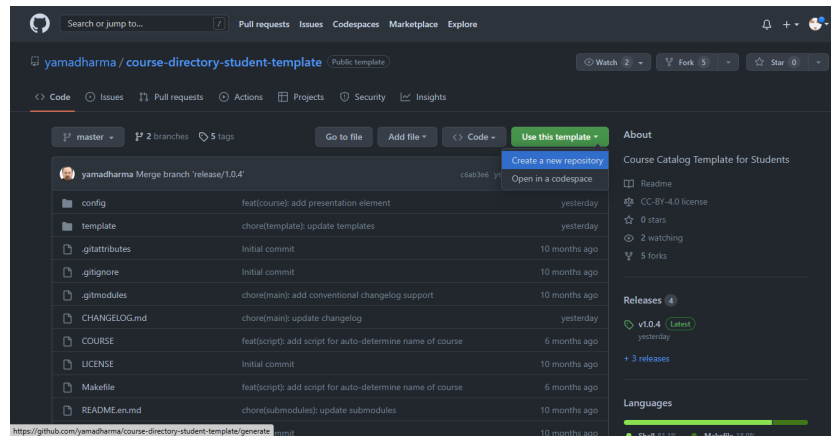 Search or jump to... / Pull requests Issues Codespaces Marketplace Explore
yamadharma / course-directory-student-template Public template
Watch 2 Fork 5 Star 0
Code Issues Pull requests Actions Projects Security Insights
master 2 branches 5 tags Go to file Add file Code Use this template
Create a new repository
Open in a codespace
yamadharma Merge branch 'release/1.0.4' c6ab3e6
config feat(course): add presentation element yesterday
template chore(template): update templates yesterday
.gitattributes Initial commit 10 months ago
.gitignore Initial commit 10 months ago
.gitmodules chore(main): add conventional changelog support 10 months ago
CHANGELOG.md chore(main): update changelog yesterday
COURSE feat(script): add script for auto-determine name of course 6 months ago
LICENSE Initial commit 10 months ago
Makefile feat(script): add script for auto-determine name of course 6 months ago
README.en.md chore(submodules): update submodules 10 months ago
10 months ago
https://github.com/yamadharma/course-directory-student-template/generate
About
Course Catalog Template for Students
Readme
CC-BY-4.0 license
0 stars
2 watching
5 forks
Releases 4
v1.0.4 Latest
yesterday
+ 3 releases
Languages